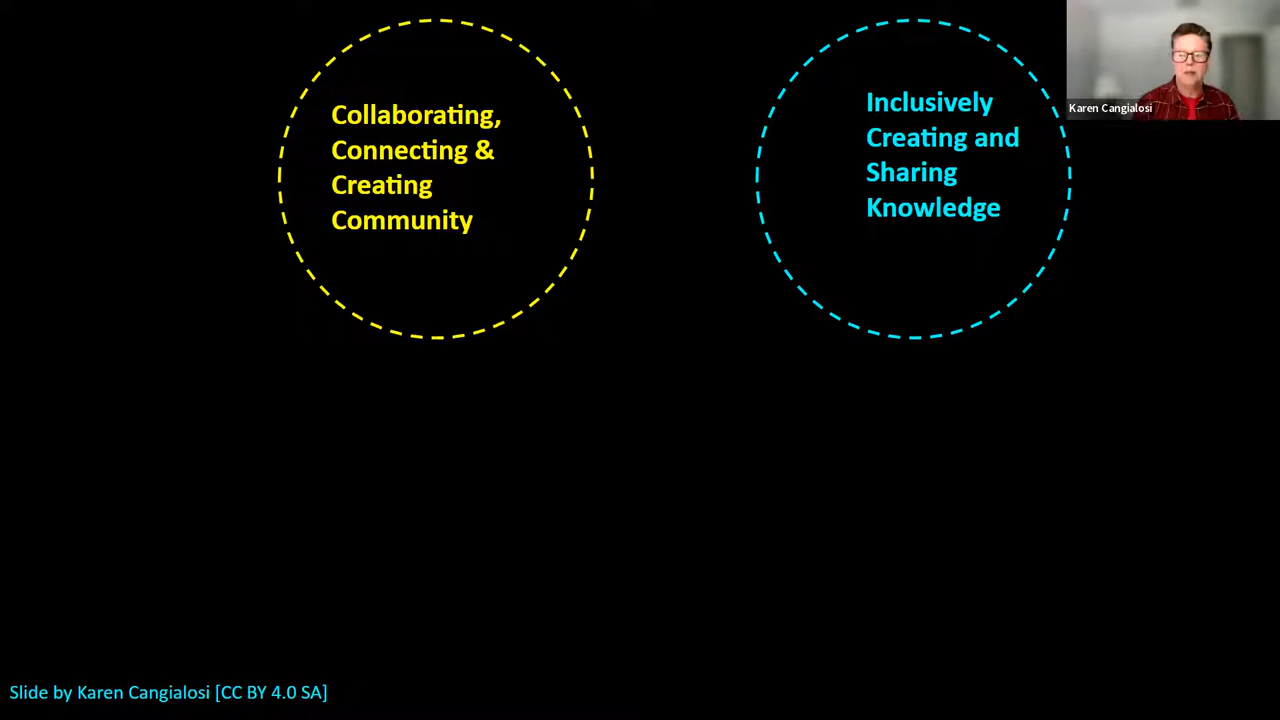 Collaborating,
Connecting &
Creating
Community
Inclusively
Creating and
Sharing
Knowledge
Karen Cangialosi
Slide by Karen Cangialosi [CC BY 4.0 SA]